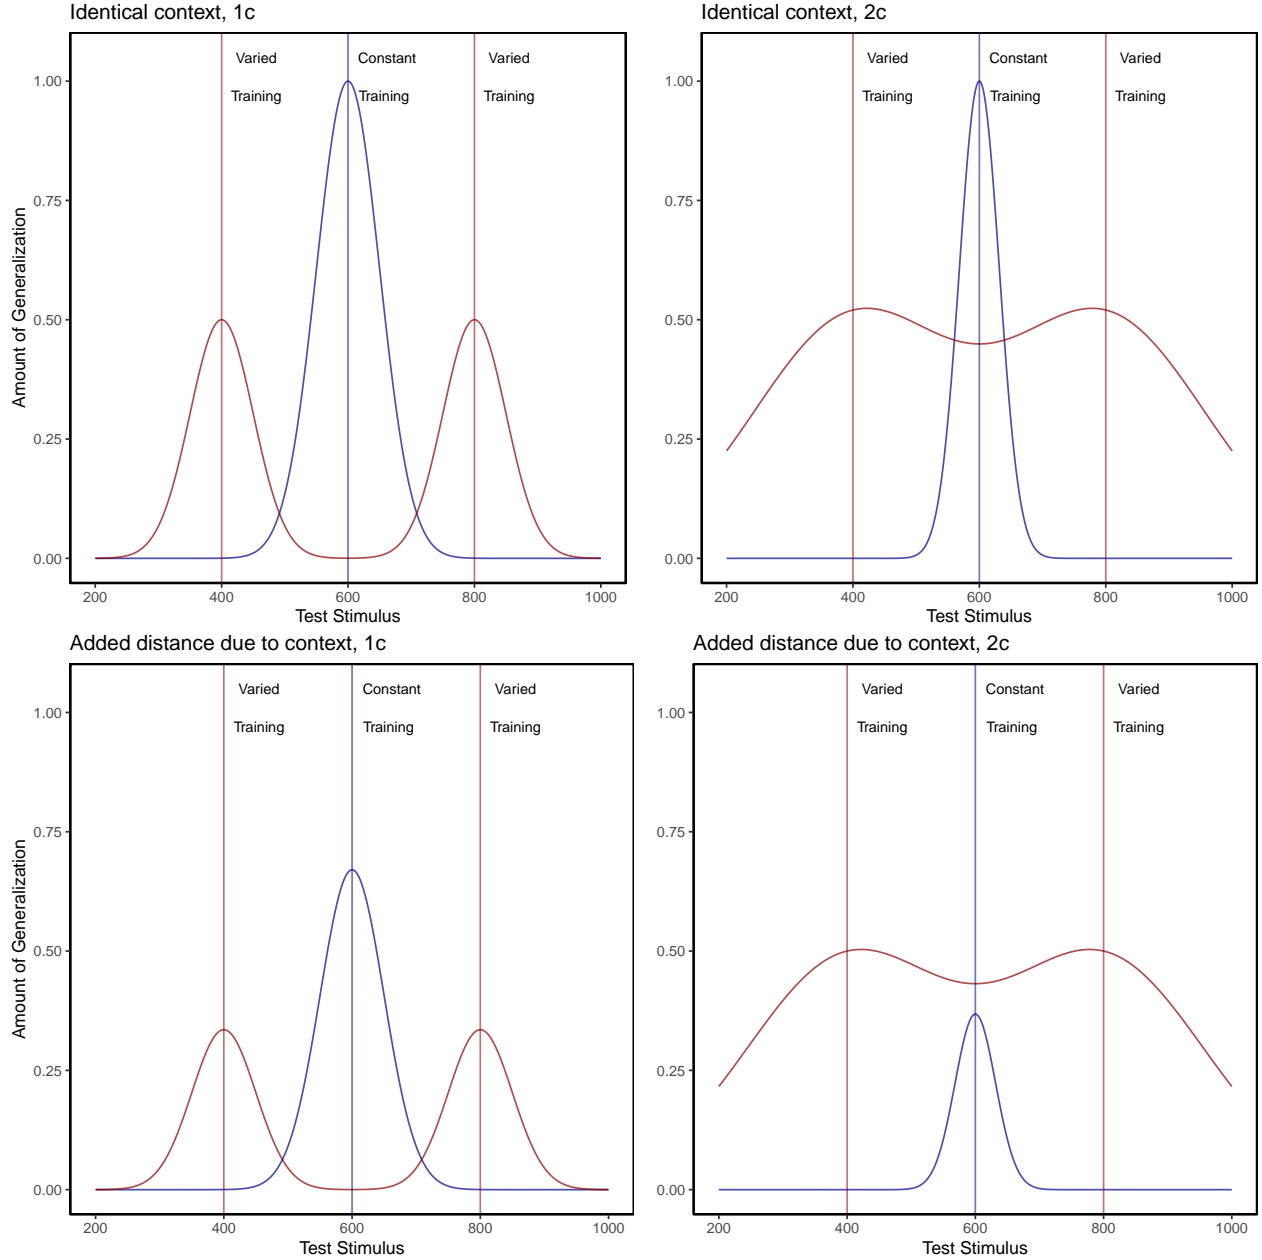 Identical context, 1c
Varied Constant Varied
Training Training Training
1.00
0.75
0.50
0.25
0.00
Amount of Generalization
200 400 600 800 1000
Test Stimulus
Identical context, 2c
Varied Constant Varied
Training Training Training
1.00
0.75
0.50
0.25
0.00
200 400 600 800 1000
Test Stimulus
Added distance due to context, 1c
Varied Constant Varied
Training Training Training
1.00
0.75
0.50
0.25
0.00
Amount of Generalization
200 400 600 800 1000
Test Stimulus
Added distance due to context, 2c
Varied Constant Varied
Training Training Training
1.00
0.75
0.50
0.25
0.00
200 400 600 800 1000
Test Stimulus